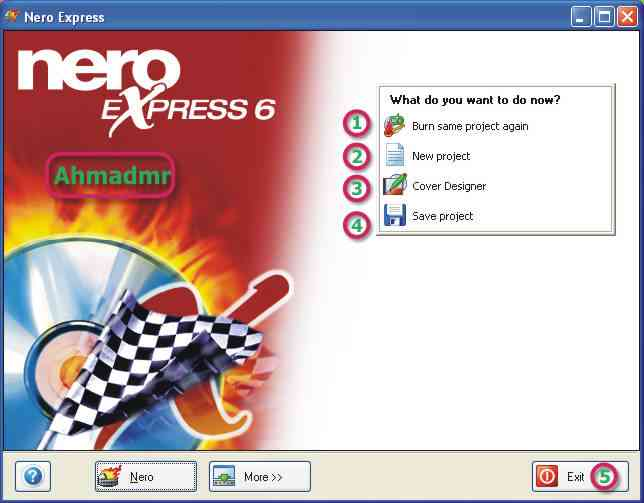 Nero Express
nero
EXPRESS 6
Ahmadmr
What do you want to do now?
1 Burn same project again
2 New project
3 Cover Designer
4 Save project
?
Nero
More >>
Exit 5